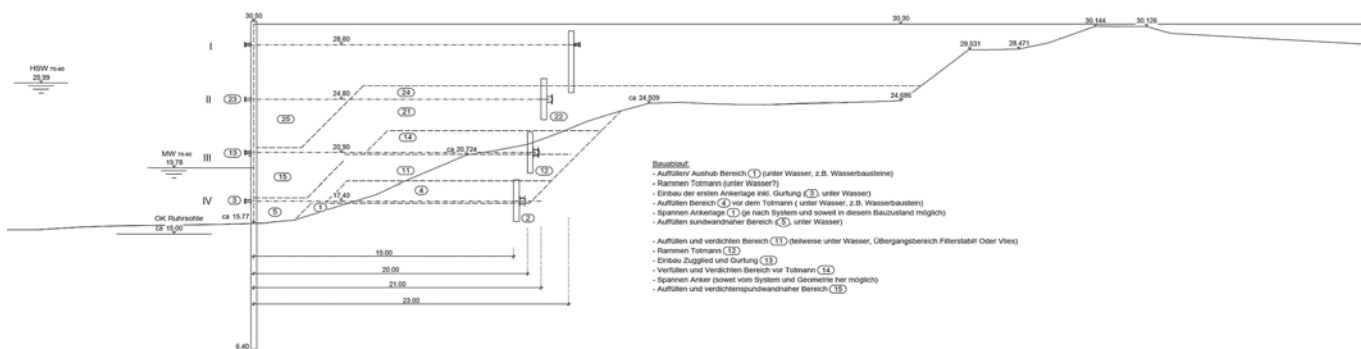 30.50
30.30
30.144
30.126
I
28.80
29.531
28.471
HSW 70-80
25.99
II
23
24.80
24
21
22
25
ca 24.509
24.686
14
MW 70-80
19.78
III
13
20.90
ca 20.724
12
11
15
4
IV
3
17.40
1
2
5
OK Ruhrsohle
ca 15.00
ca 15.77
19.00
20.00
21.00
23.00
6.40
Bauablauf:
- Auffüllen/ Aushub Bereich 1 (unter Wasser, z.B. Wasserbausteine)
- Rammen Totmann (unter Wasser?)
- Einbau der ersten Ankerlage inkl. Gurtung (3, unter Wasser)
- Auffüllen Bereich 4 vor dem Totmann ( unter Wasser, z.B. Wasserbaustein)
- Spannen Ankerlage 1 (je nach System und soweit in diesem Bauzustand möglich)
- Auffüllen sundwandnaher Bereich (5, unter Wasser)
- Auffüllen und verdichten Bereich 11 (teilweise unter Wasser, ÜBergangsbereich Filterstabil! Oder Vlies)
- Rammen Totmann 12
- Einbau Zugglied und Gurtung 13
- Verfüllen und Verdichten Bereich vor Totmann 14
- Spannen Anker (sowet vom System und Geometrie her möglich)
- Auffüllen und verdichtenspundwandnaher Bereich 15